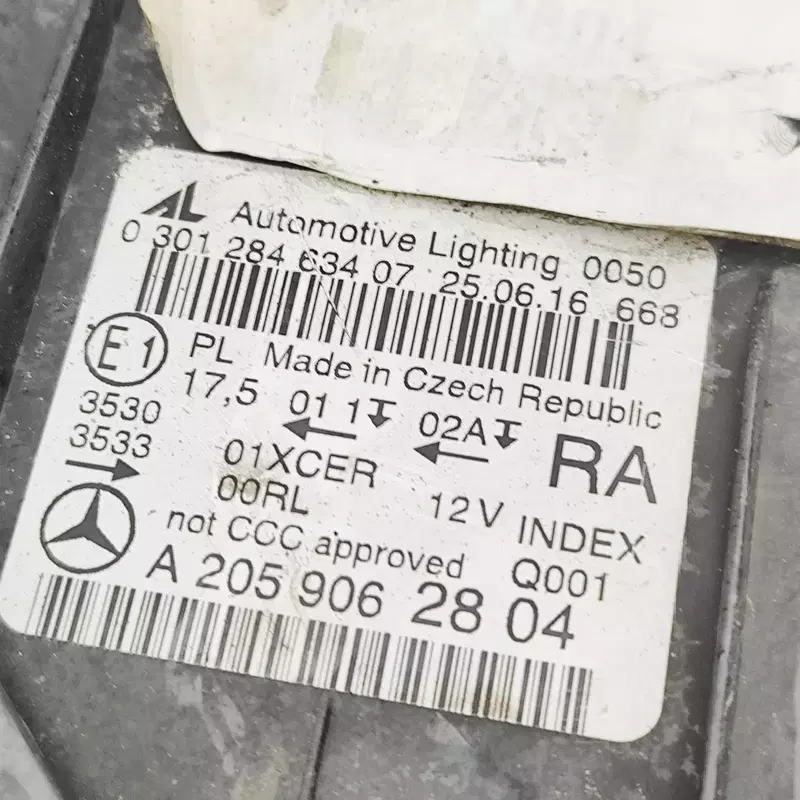 AL Automotive Lighting 0050
0 301 284 634 07 25.06.16 668
E1 PL Made in Czech Republic
17,5 01 1 02A RA
3530
3533 01XCER
00RL 12V INDEX
not CCC approved Q001
A 205 906 28 04